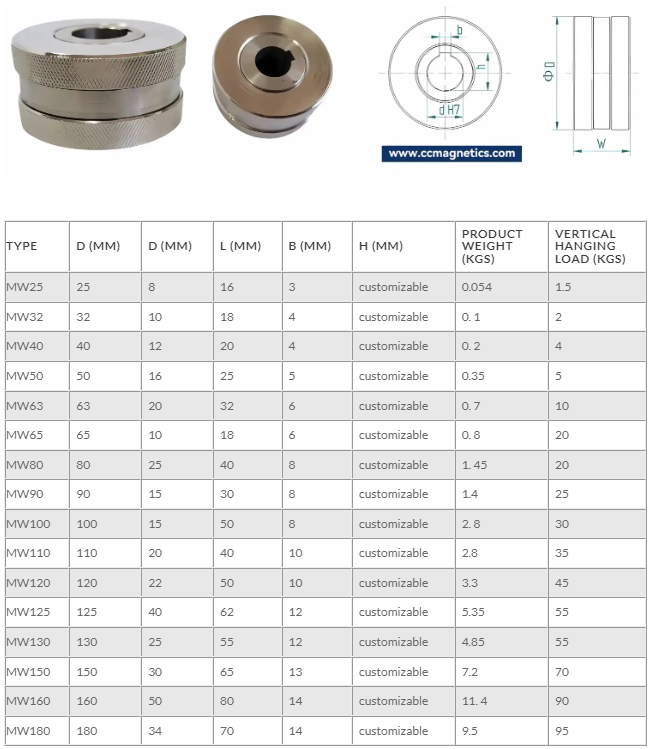 b
h
d H7
Φ D
W
www.ccmagnetics.com
TYPE D (MM) D (MM) L (MM) B (MM) H (MM) PRODUCT WEIGHT (KGS) VERTICAL HANGING LOAD (KGS)
MW25 25 8 16 3 customizable 0.054 1.5
MW32 32 10 18 4 customizable 0. 1 2
MW40 40 12 20 4 customizable 0. 2 4
MW50 50 16 25 5 customizable 0.35 5
MW63 63 20 32 6 customizable 0. 7 10
MW65 65 10 18 6 customizable 0. 8 20
MW80 80 25 40 8 customizable 1. 45 20
MW90 90 15 30 8 customizable 1.4 25
MW100 100 15 50 8 customizable 2. 8 30
MW110 110 20 40 10 customizable 2.8 35
MW120 120 22 50 10 customizable 3.3 45
MW125 125 40 62 12 customizable 5.35 55
MW130 130 25 55 12 customizable 4.85 55
MW150 150 30 65 13 customizable 7.2 70
MW160 160 50 80 14 customizable 11. 4 90
MW180 180 34 70 14 customizable 9.5 95